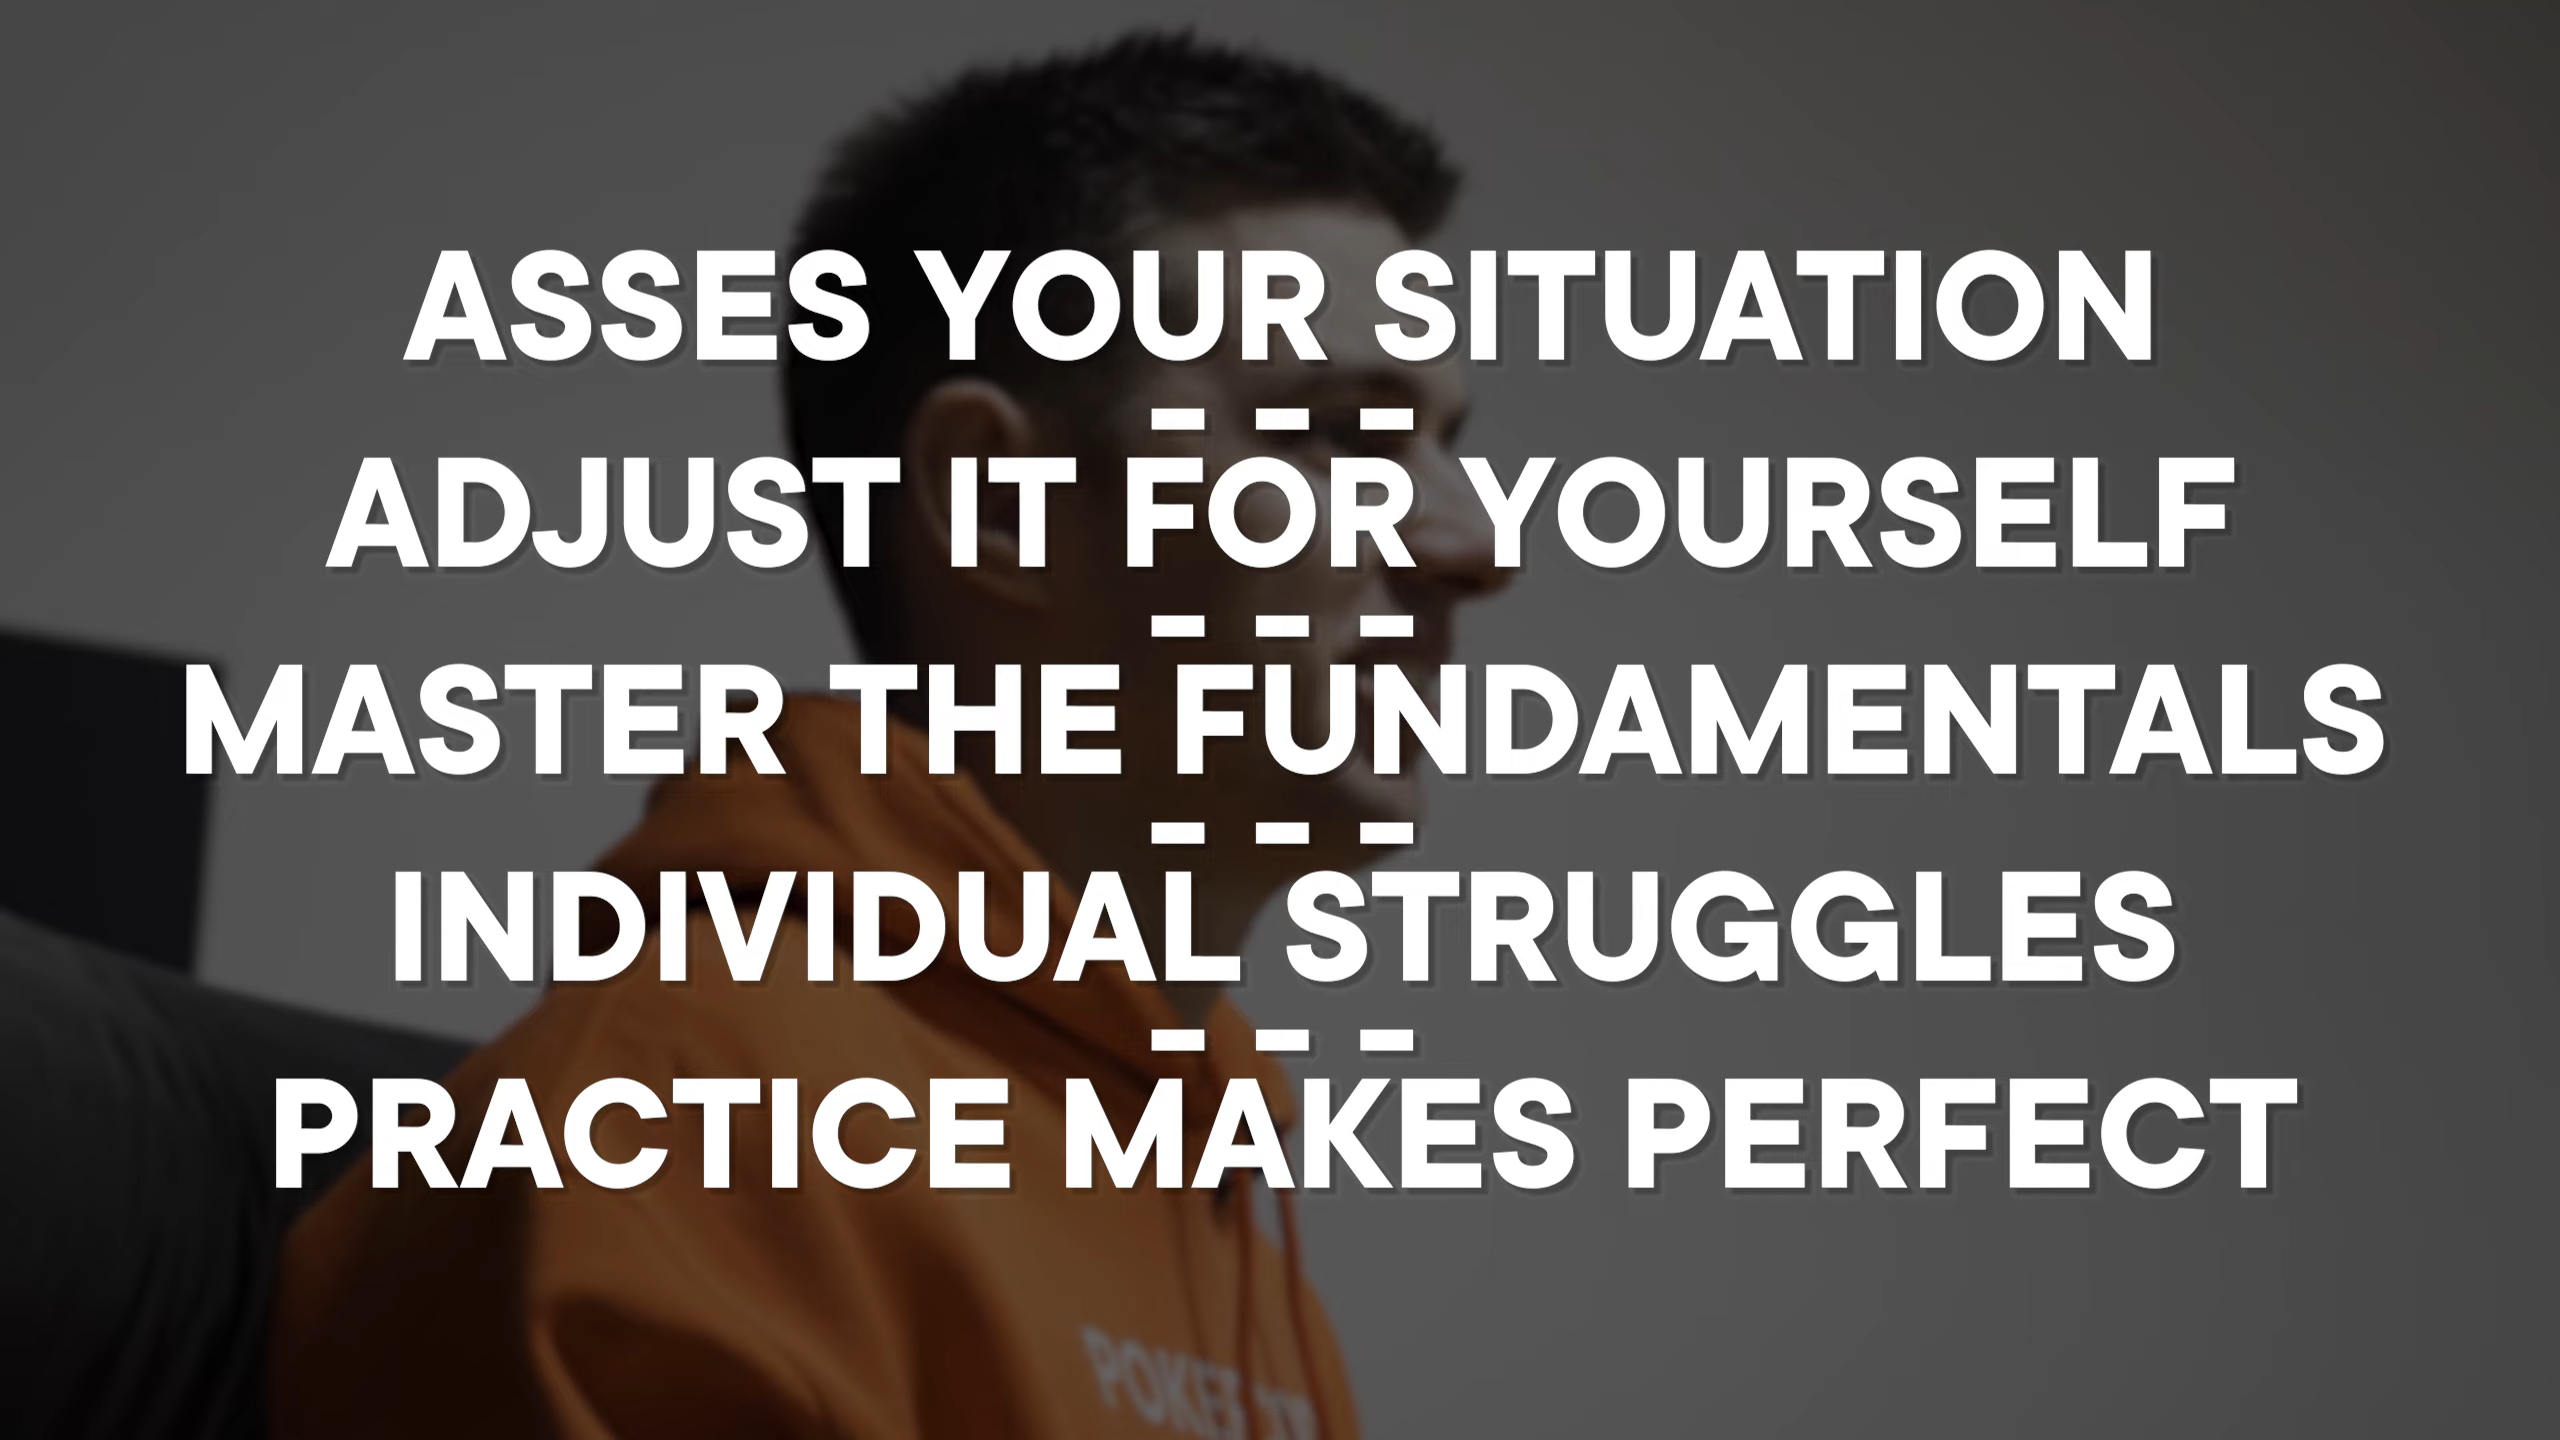 ASSES YOUR SITUATION
- - -
ADJUST IT FOR YOURSELF
- - -
MASTER THE FUNDAMENTALS
- - -
INDIVIDUAL STRUGGLES
- - -
PRACTICE MAKES PERFECT
POKER